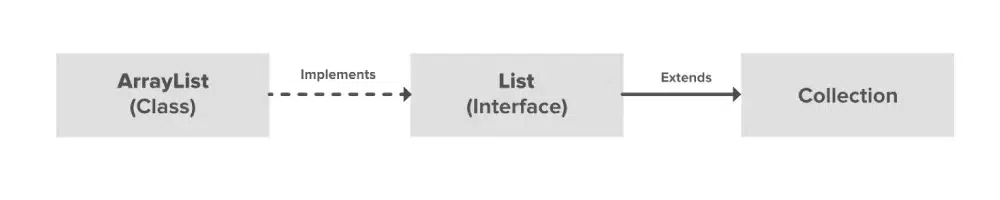 ArrayList
(Class)
Implements
List
(Interface)
Extends
Collection